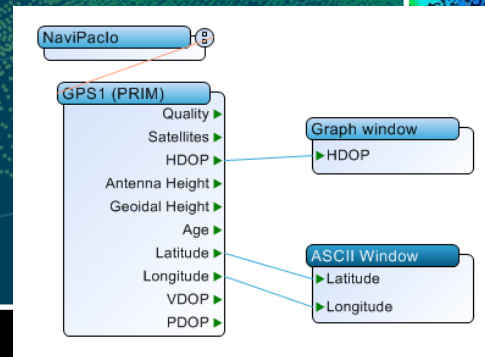 NaviPacIo
GPS1 (PRIM)
Quality
Satellites
HDOP
Antenna Height
Geoidal Height
Age
Latitude
Longitude
VDOP
PDOP
Graph window
HDOP
ASCII Window
Latitude
Longitude